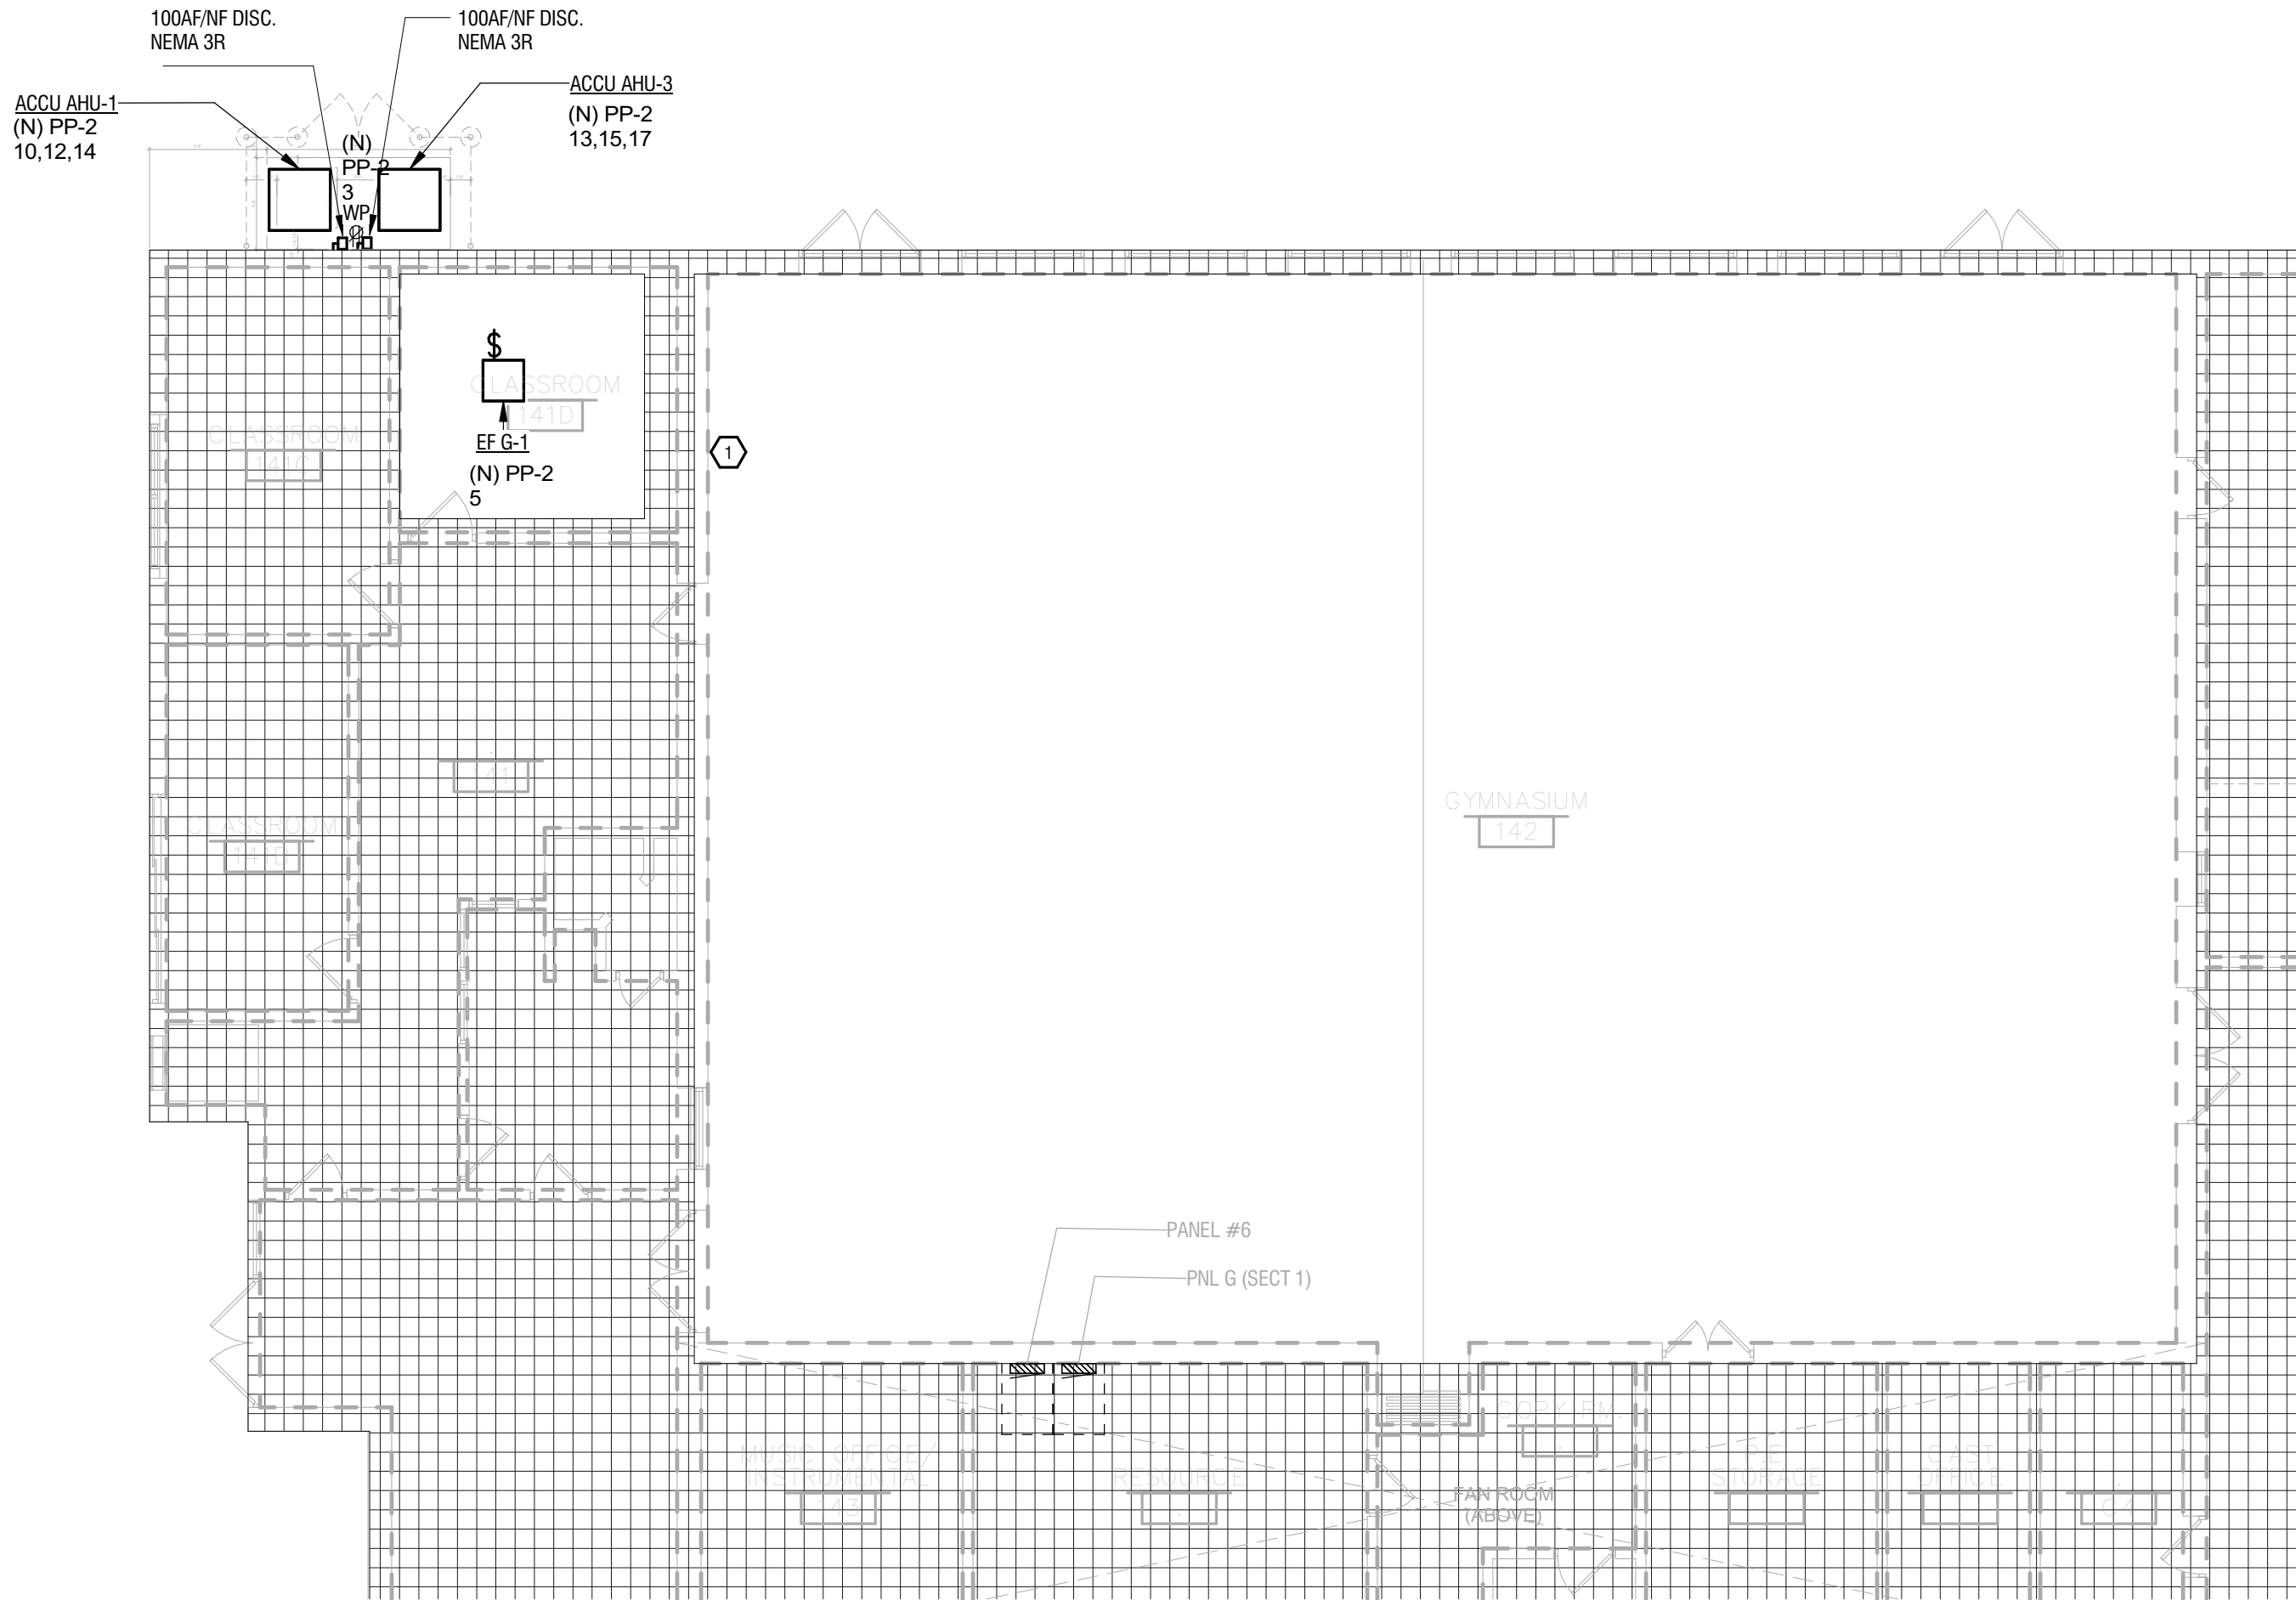 100AF/NF DISC.
NEMA 3R
100AF/NF DISC.
NEMA 3R
ACCU AHU-1
(N) PP-2
10,12,14
ACCU AHU-3
(N) PP-2
13,15,17
(N)
PP-2
3
WP
$
CLASSROOM
141D
EF G-1
(N) PP-2
5
CLASSROOM
141C
1
141
CLASSROOM
141B
GYMNASIUM
142
PANEL #6
PNL G (SECT 1)
MUSIC OFFICE/
INSTRUMENTAL
143
RESOURCE
COPY RM.
FAN ROOM
(ABOVE)
P.E
STORAGE
CAST
OFFICE